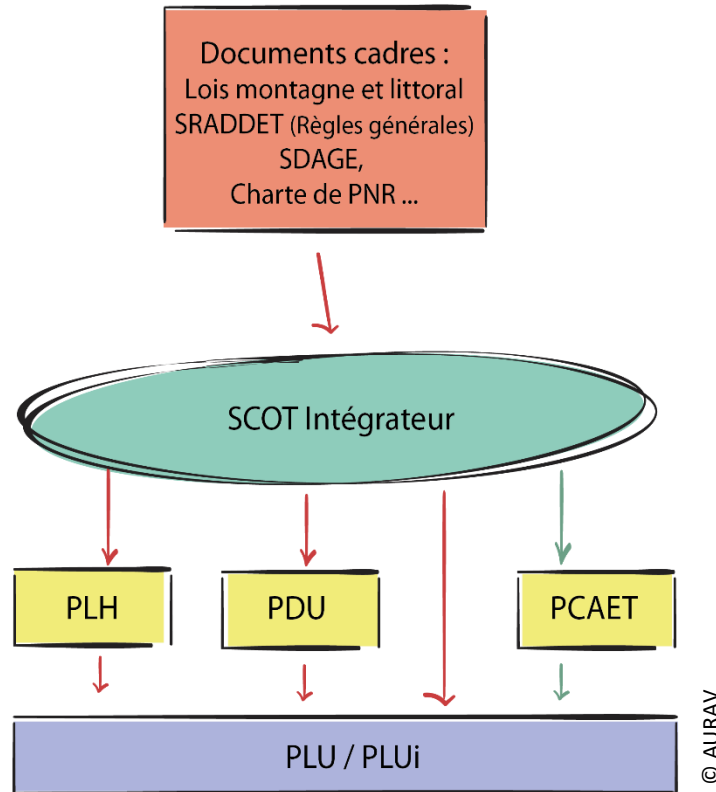 Documents cadres :
Lois montagne et littoral
SRADDET (Règles générales)
SDAGE,
Charte de PNR ...
SCOT Intégrateur
PLH
PDU
PCAET
PLU / PLUi
© AURAV